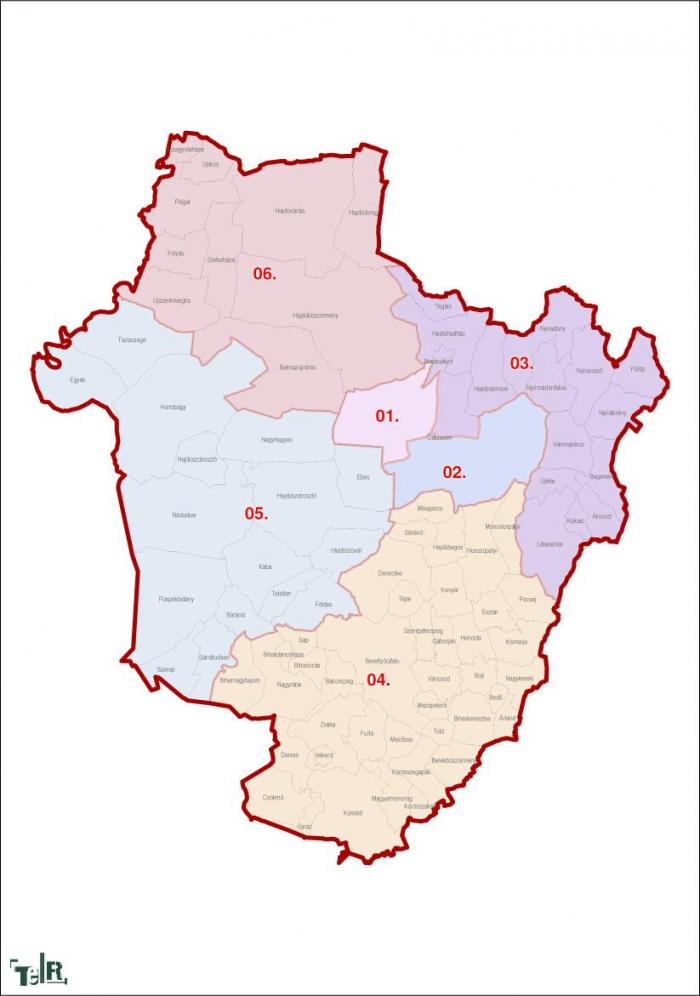 Újtikos
Polgár
Hajdúnánás
Hajdúdorog
Folyás
Görbeháza
06.
Újszentmargita
Hajdúböszörmény
Téglás
Tiszacsege
Hajdúhadház
Nyíradony
Bocskaikert
03.
Balmazújváros
Nyíracsád
Fülöp
Egyek
Hajdúsámson
Nyírmártonfalva
Hortobágy
01.
Nyírábrány
Debrecen
Nagyhegyes
Vámospércs
Hajdúszoboszló
02.
Ebes
Újléta
Bagamér
Hajdúszoboszló
Mikepércs
Nádudvar
05.
Álmosd
Kokad
Monostorpályi
Sáránd
Hajdúszovát
Hajdúbagos
Hosszúpályi
Létavértes
Kaba
Derecske
Tetétlen
Konyár
Püspökladány
Tépe
Pocsaj
Földes
Báránd
Esztár
Szentpéterszeg
Hencida
Sáp
Gáborján
Kismarja
Bihardancsháza
Sárrétudvari
Berettyóújfalu
Szerep
Bihartorda
Biharnagybajom
Nagyrábé
Bakonszeg
04.
Váncsod
Bojt
Nagykereki
Bedő
Mezőpeterd
Biharkeresztes
Ártánd
Zsáka
Furta
Told
Mezősas
Darvas
Vekerd
Berekböszörmény
Körösszegapáti
Csökmő
Magyarhomorog
Komádi
Újiráz
TeIR